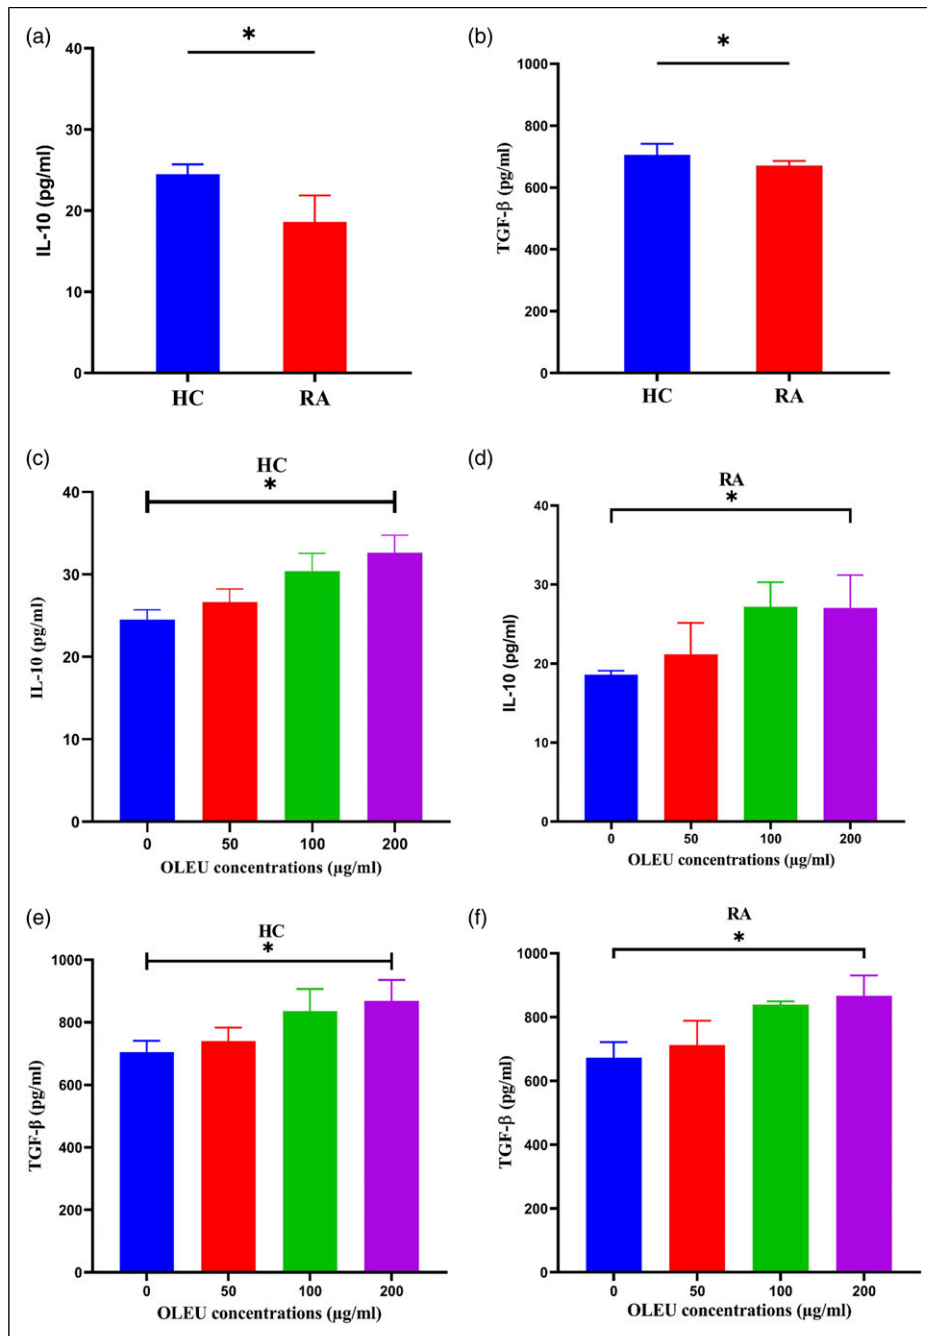 (a)
*
40
30
20
10
0
IL-10 (pg/ml)
HC RA
(b)
*
1000
800
600
400
200
0
TGF-β (pg/ml)
HC RA
(c)
HC
*
40
30
20
10
0
IL-10 (pg/ml)
0 50 100 200
OLEU concentrations (µg/ml)
(d)
RA
*
40
30
20
10
0
IL-10 (pg/ml)
0 50 100 200
OLEU concentrations (µg/ml)
(e)
HC
*
1000
800
600
400
200
0
TGF-β (pg/ml)
0 50 100 200
OLEU concentrations (µg/ml)
(f)
RA
*
1000
800
600
400
200
0
TGF-β (pg/ml)
0 50 100 200
OLEU concentrations (µg/ml)